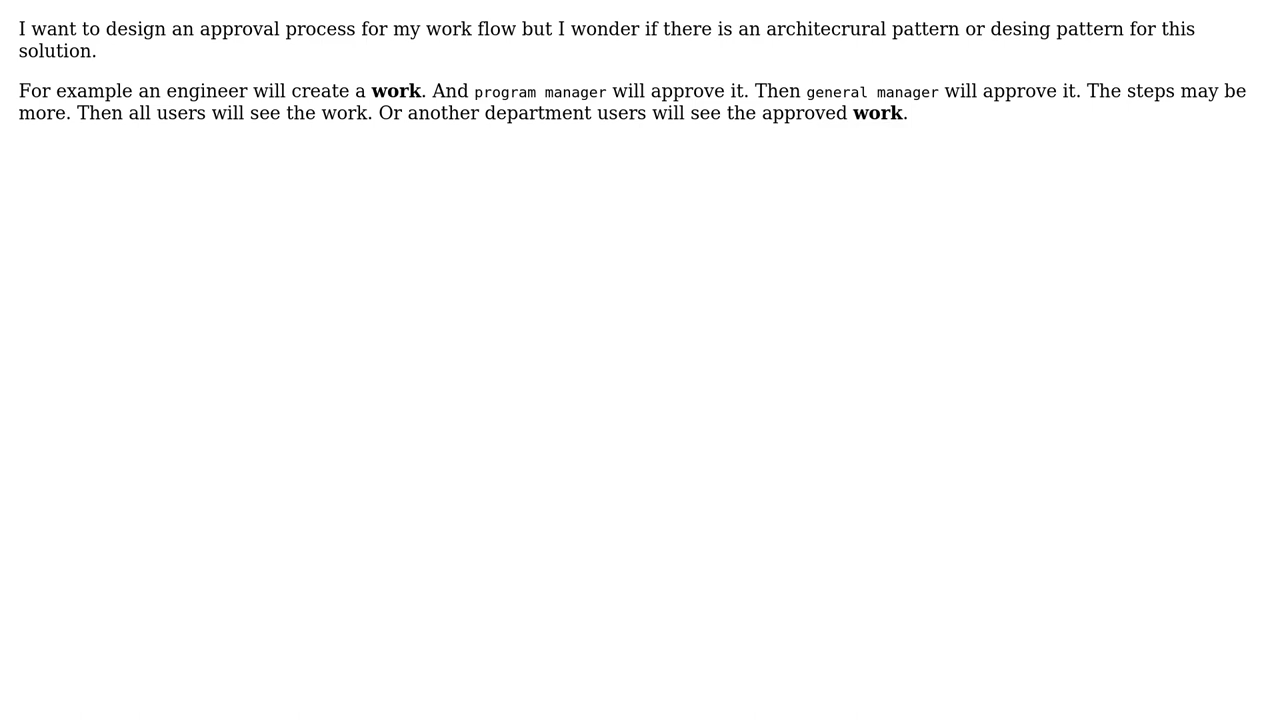 I want to design an approval process for my work flow but I wonder if there is an architecrural pattern or desing pattern for this
solution.
For example an engineer will create a work. And program manager will approve it. Then general manager will approve it. The steps may be
more. Then all users will see the work. Or another department users will see the approved work.